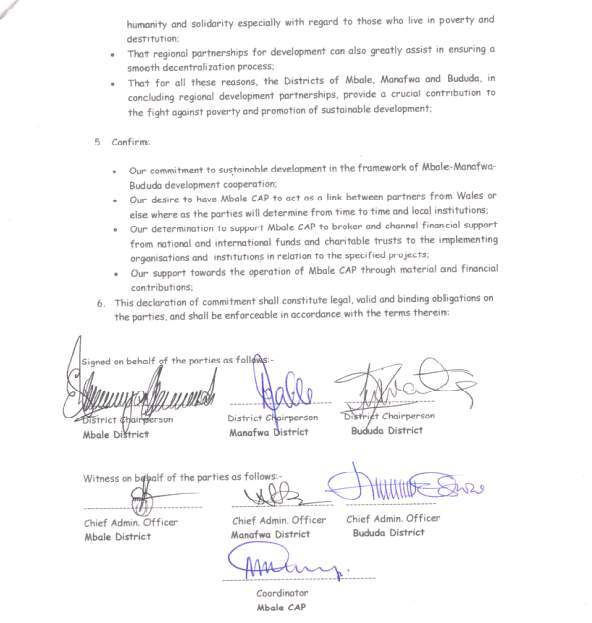 humanity and solidarity especially with regard to those who live in poverty and
destitution;
• That regional partnerships for development can also greatly assist in ensuring a
smooth decentralization process;
• That for all these reasons, the Districts of Mbale, Manafwa and Bududa, in
concluding regional development partnerships, provide a crucial contribution to
the fight against poverty and promotion of sustainable development;
5 Confirm:
• Our commitment to sustainable development in the framework of Mbale-Manafwa-
Bududa development cooperation;
• Our desire to have Mbale CAP to act as a link between partners from Wales or
else where as the parties will determine from time to time and local institutions;
• Our determination to support Mbale CAP to broker and channel financial support
from national and international funds and charitable trusts to the implementing
organisations and institutions in relation to the specified projects;
• Our support towards the operation of Mbale CAP through material and financial
contributions;
6. This declaration of commitment shall constitute legal, valid and binding obligations on
the parties, and shall be enforceable in accordance with the terms therein:
Signed on behalf of the parties as follows:-
District Chairperson District Chairperson District Chairperson
Mbale District Manafwa District Bududa District
Witness on behalf of the parties as follows:-
Chief Admin. Officer Chief Admin. Officer Chief Admin. Officer
Mbale District Manafwa District Bududa District
Coordinator
Mbale CAP